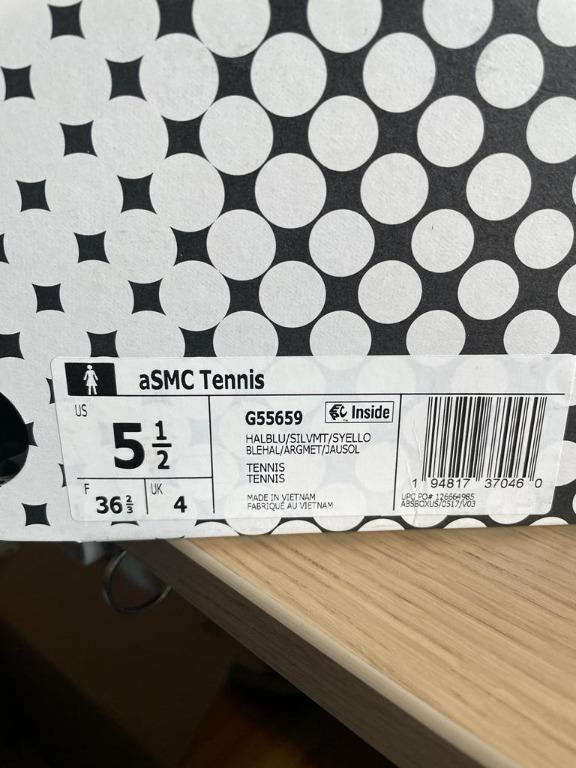 aSMC Tennis
US
5 1/2
F
36 2/3
UK
4
G55659
Inside
HALBLU/SILVMT/SYELLO
BLEHAL/ARGMET/JAUSOL
TENNIS
TENNIS
MADE IN VIETNAM
FABRIQUÉ AU VIETNAM
1 94817 37046 0
UPC PO# 126664985
ABSBOXUS/0517/V03